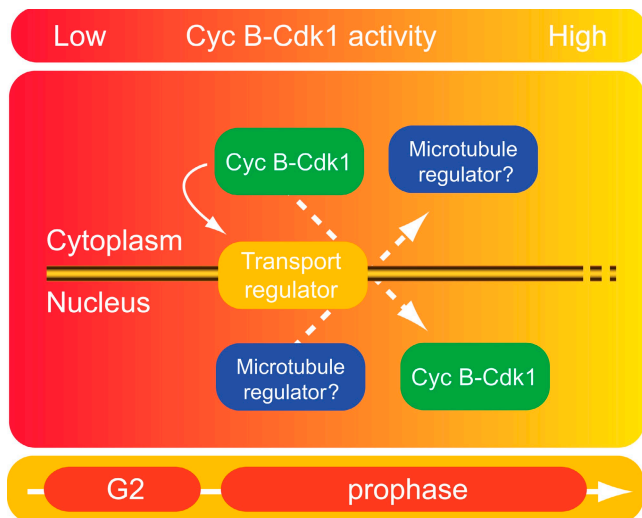 Low Cyc B-Cdk1 activity High
Cyc B-Cdk1
Microtubule
regulator?
Cytoplasm
Transport
regulator
Nucleus
Microtubule
regulator?
Cyc B-Cdk1
G2 prophase